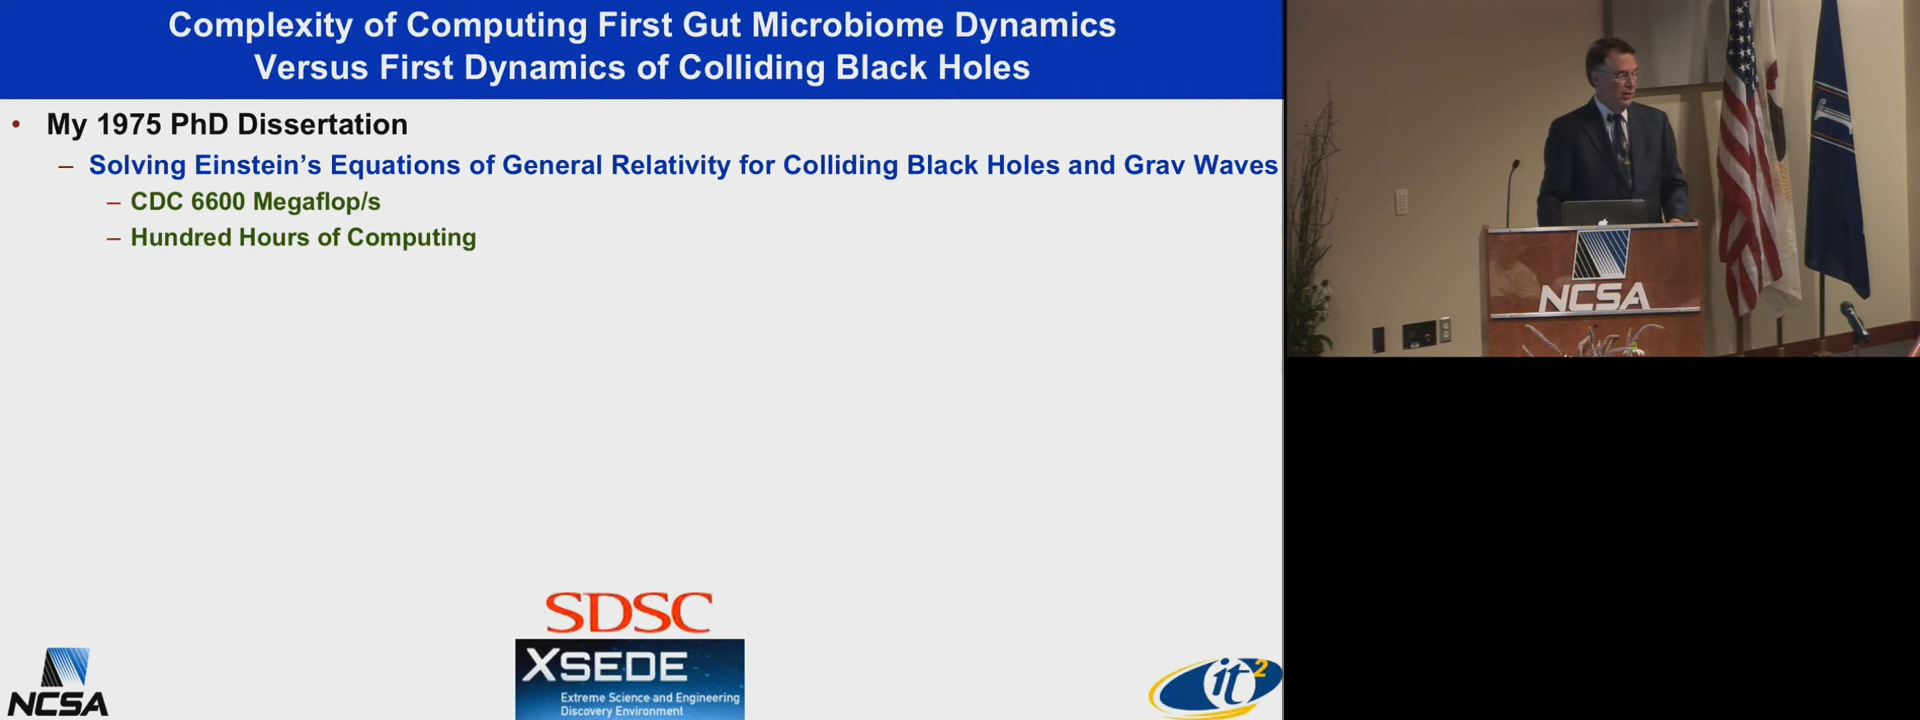 Complexity of Computing First Gut Microbiome Dynamics
Versus First Dynamics of Colliding Black Holes
• My 1975 PhD Dissertation
– Solving Einstein’s Equations of General Relativity for Colliding Black Holes and Grav Waves
– CDC 6600 Megaflop/s
– Hundred Hours of Computing
SDSC
XSEDE
Extreme Science and Engineering
Discovery Environment
NCSA
it2
NCSA